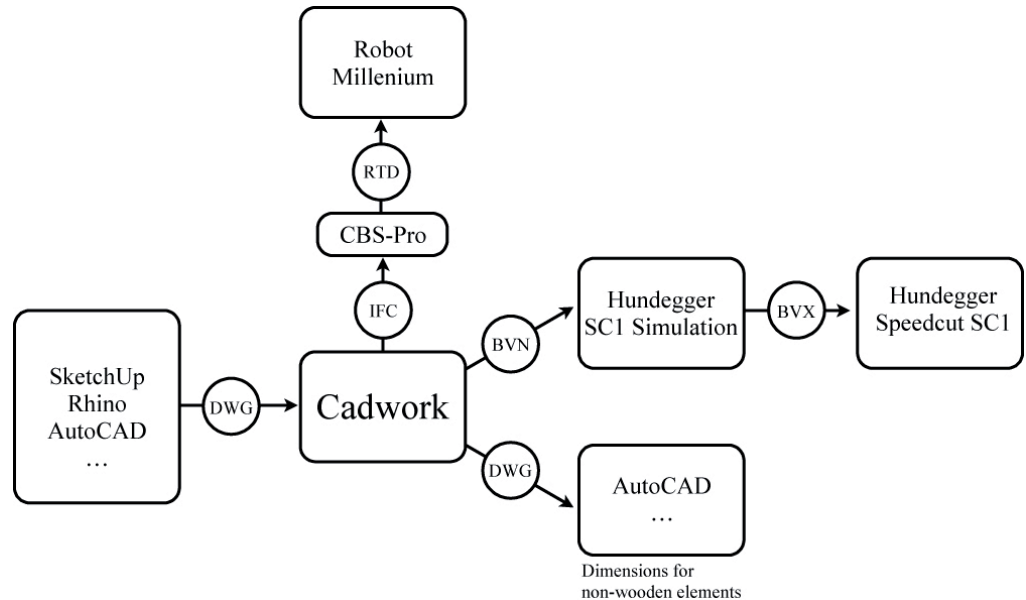 Robot
Millenium
RTD
CBS-Pro
IFC
SketchUp
Rhino
AutoCAD
…
DWG
Cadwork
BVN
Hundegger
SC1 Simulation
BVX
Hundegger
Speedcut SC1
DWG
AutoCAD
…
Dimensions for
non-wooden elements